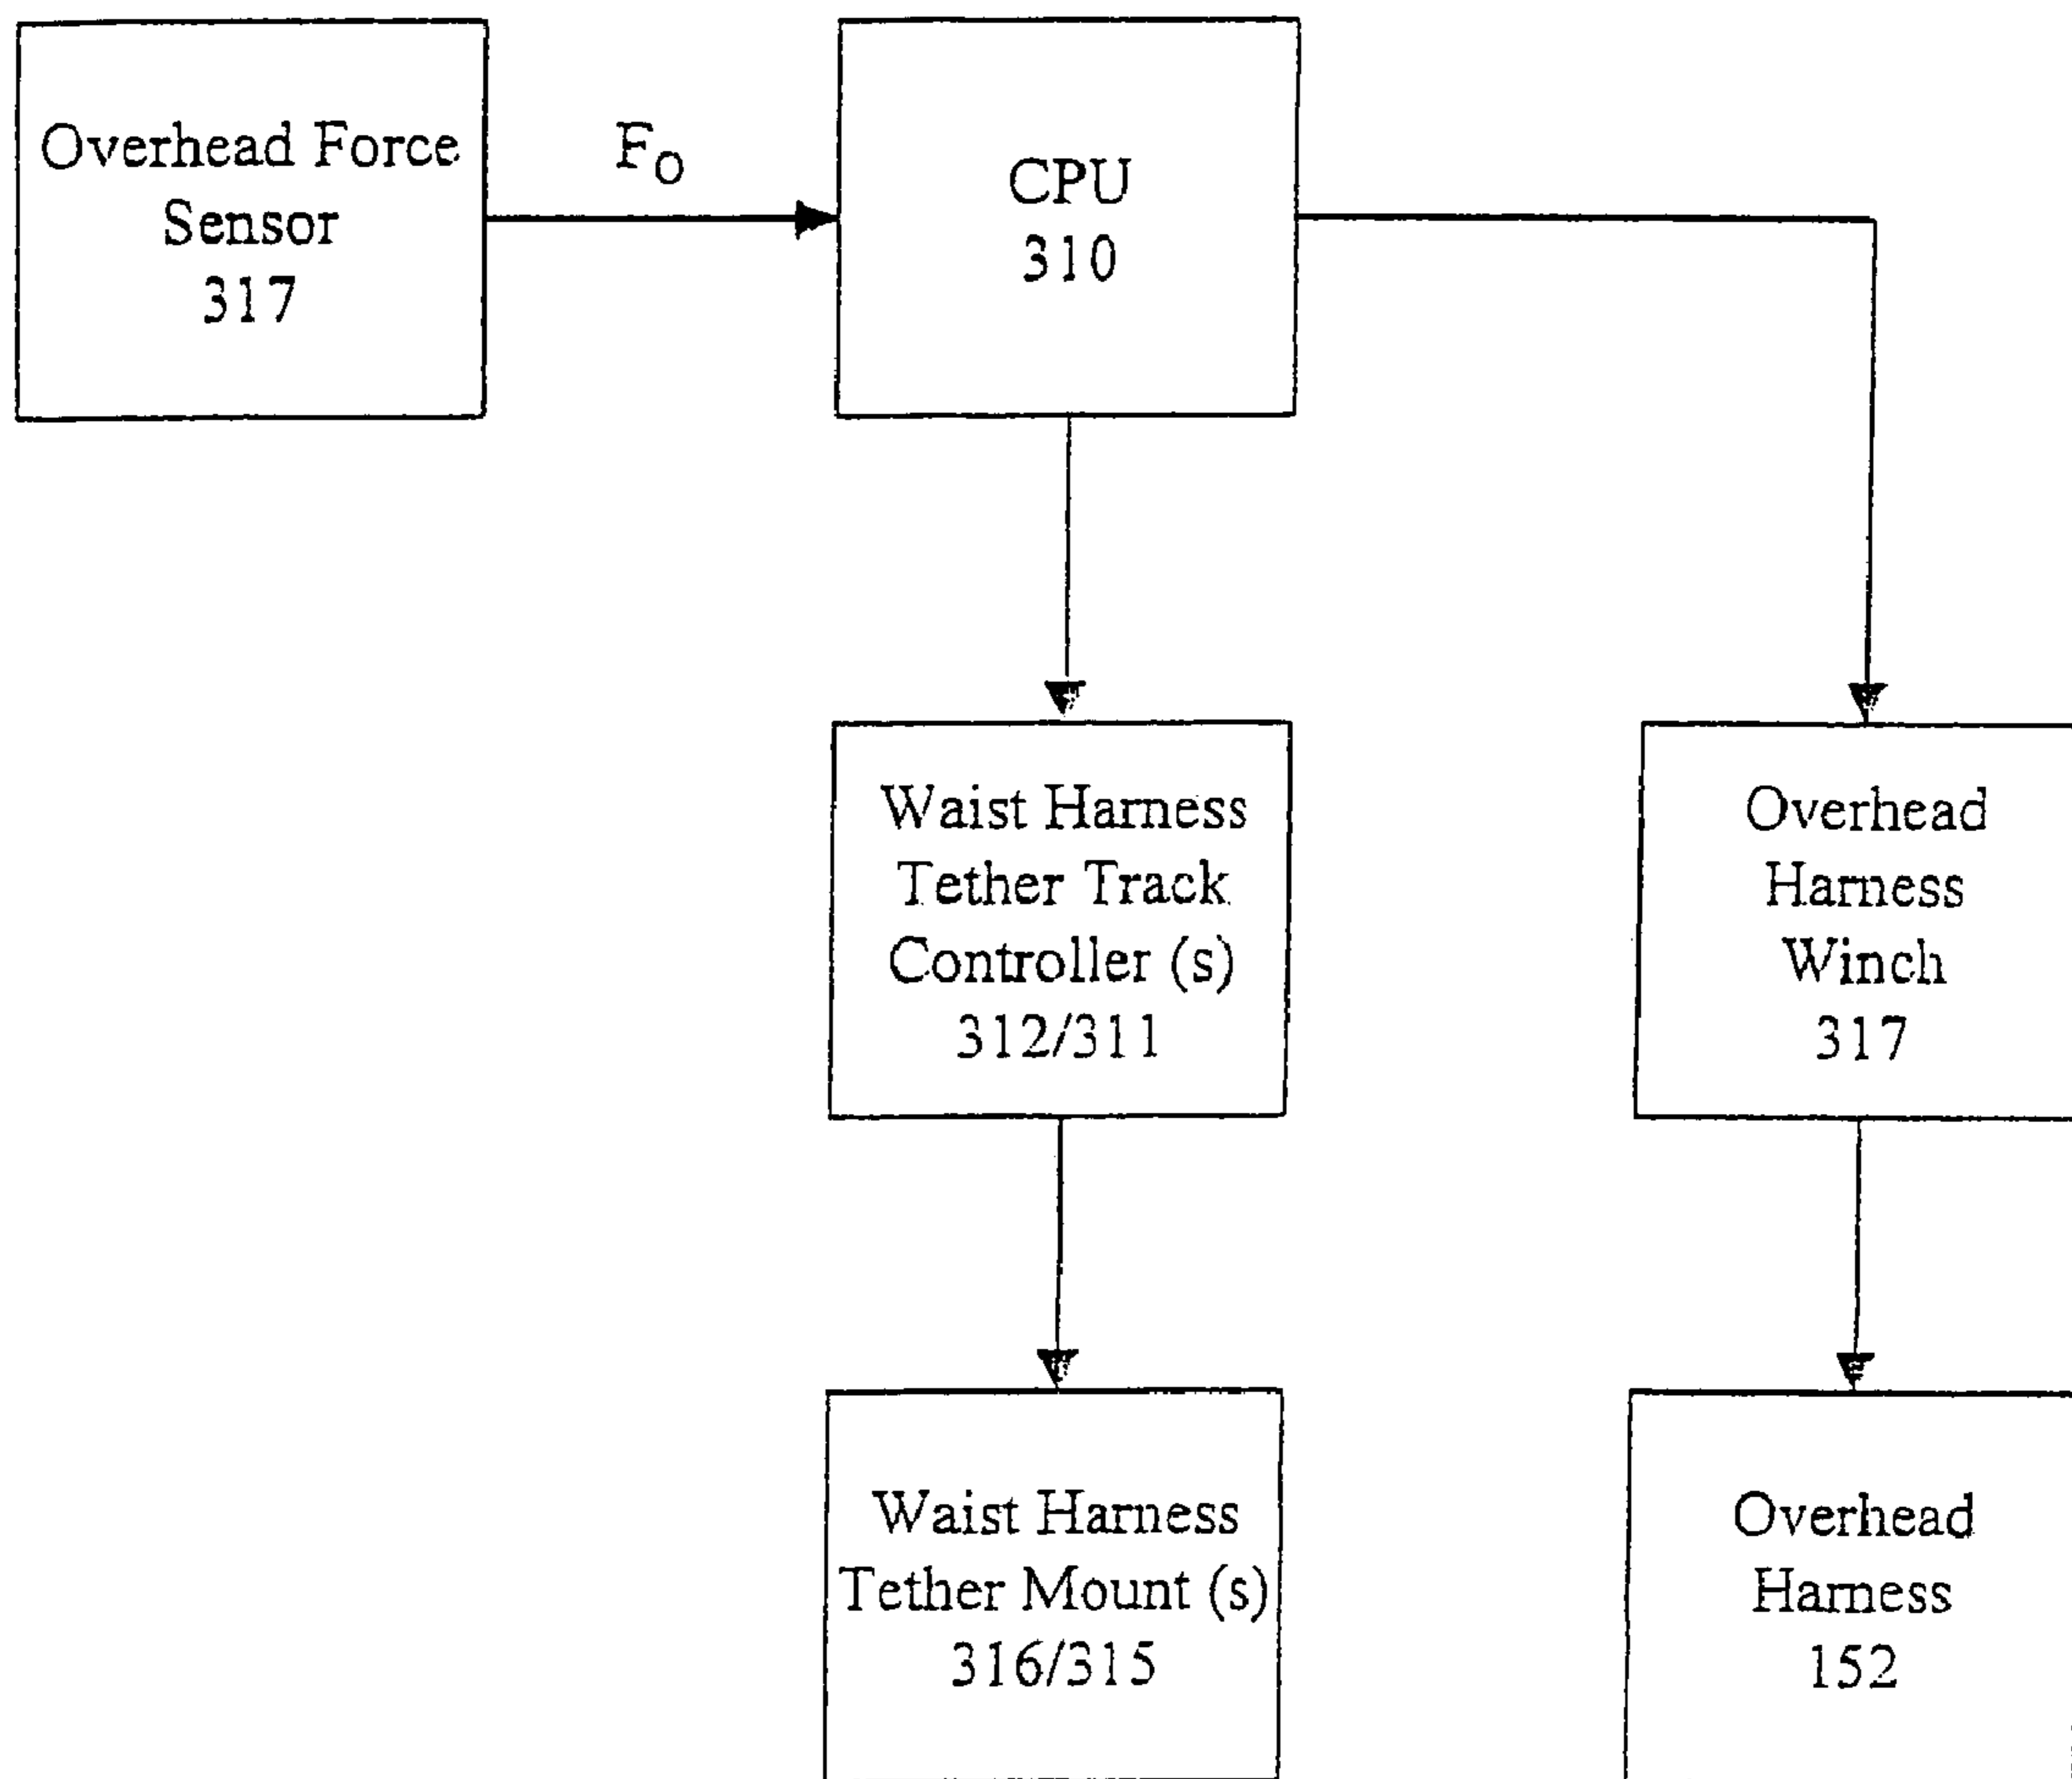 Overhead Force
Sensor
317
F₀
CPU
310
Waist Harness
Tether Track
Controller (s)
312/311
Overhead
Harness
Winch
317
Waist Harness
Tether Mount (s)
316/315
Overhead
Harness
152